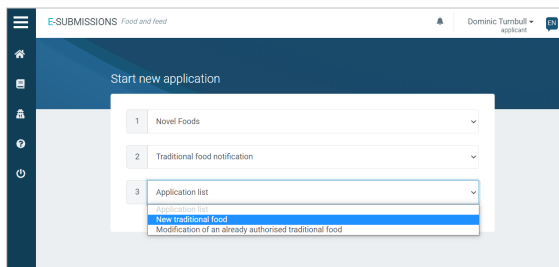 E-SUBMISSIONS Food and feed
Dominic Turnbull
EN
applicant
Start new application
1 Novel Foods
2 Traditional food notification
3 Application list
Application list
New traditional food
Modification of an already authorised traditional food